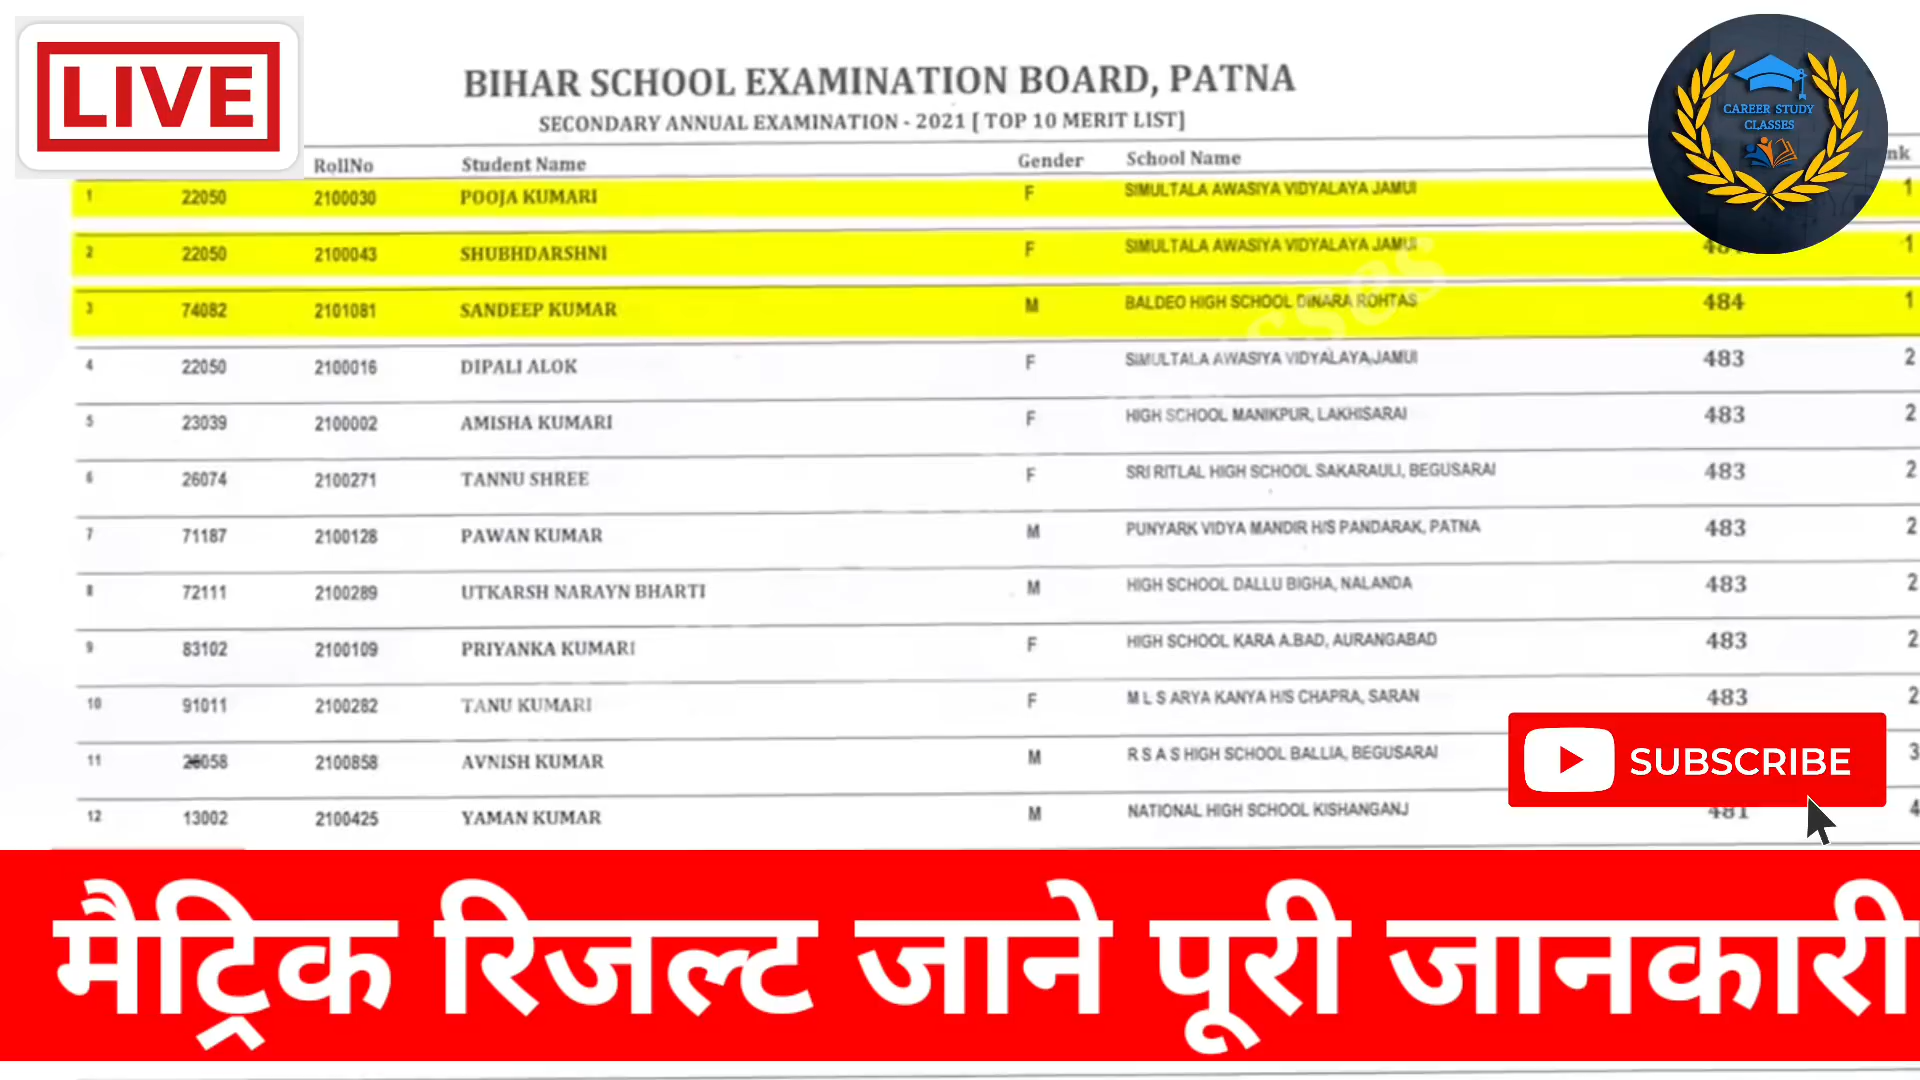 LIVE
BIHAR SCHOOL EXAMINATION BOARD, PATNA
SECONDARY ANNUAL EXAMINATION - 2021 [ TOP 10 MERIT LIST]
CAREER STUDY
CLASSES
RollNo Student Name Gender School Name
1 22050 2100030 POOJA KUMARI F SIMULTALA AWASIYA VIDYALAYA JAMUI 1
2 22050 2100043 SHUBHDARSHNI F SIMULTALA AWASIYA VIDYALAYA JAMUI 1
3 74082 2101081 SANDEEP KUMAR M BALDEO HIGH SCHOOL DINARA ROHTAS 484 1
4 22050 2100016 DIPALI ALOK F SIMULTALA AWASIYA VIDYALAYA,JAMUI 483 2
5 23039 2100002 AMISHA KUMARI F HIGH SCHOOL MANIKPUR, LAKHISARAI 483 2
6 26074 2100271 TANNU SHREE F SRI RITLAL HIGH SCHOOL SAKARAULI, BEGUSARAI 483 2
7 71187 2100128 PAWAN KUMAR M PUNYARK VIDYA MANDIR H/S PANDARAK, PATNA 483 2
8 72111 2100289 UTKARSH NARAYN BHARTI M HIGH SCHOOL DALLU BIGHA, NALANDA 483 2
9 83102 2100109 PRIYANKA KUMARI F HIGH SCHOOL KARA A.BAD, AURANGABAD 483 2
10 91011 2100282 TANU KUMARI F M L S ARYA KANYA H/S CHAPRA, SARAN 483 2
11 2100858 AVNISH KUMAR M R S A S HIGH SCHOOL BALLIA, BEGUSARAI 3
12 13002 2100425 YAMAN KUMAR M NATIONAL HIGH SCHOOL KISHANGANJ 481 4
SUBSCRIBE
मैट्रिक रिजल्ट जाने पूरी जानकारी